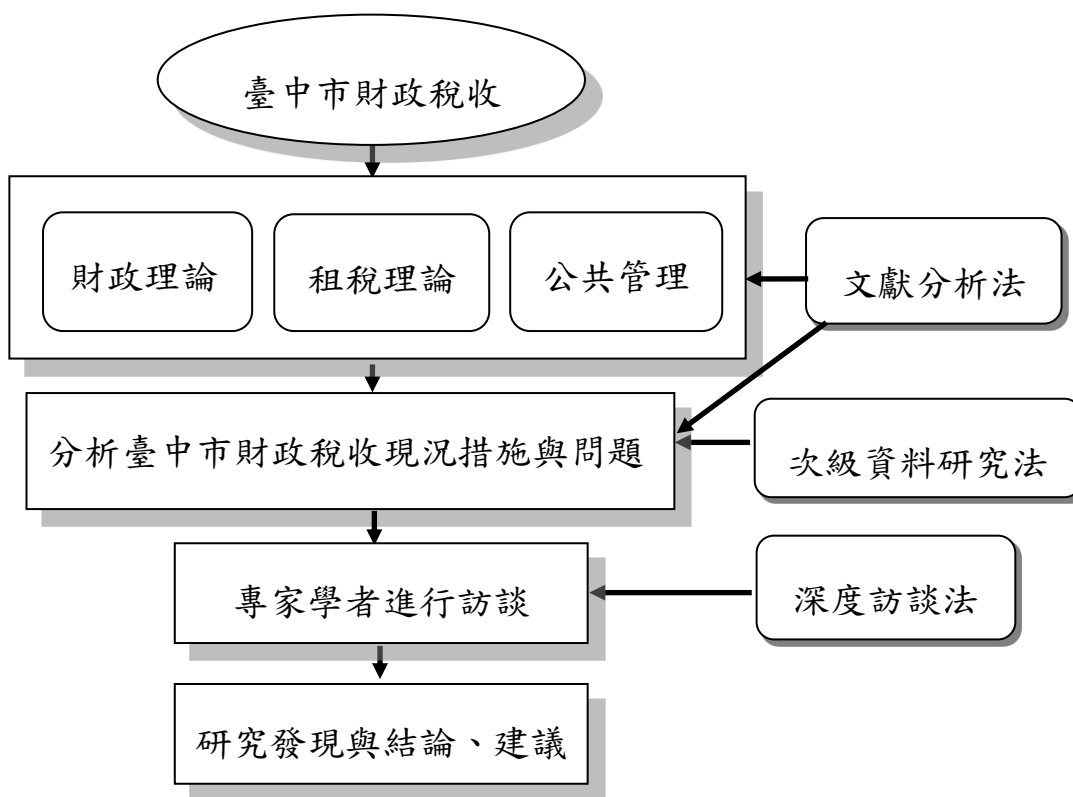 臺中市財政稅收
財政理論
租稅理論
公共管理
文獻分析法
分析臺中市財政稅收現況措施與問題
次級資料研究法
專家學者進行訪談
深度訪談法
研究發現與結論、建議